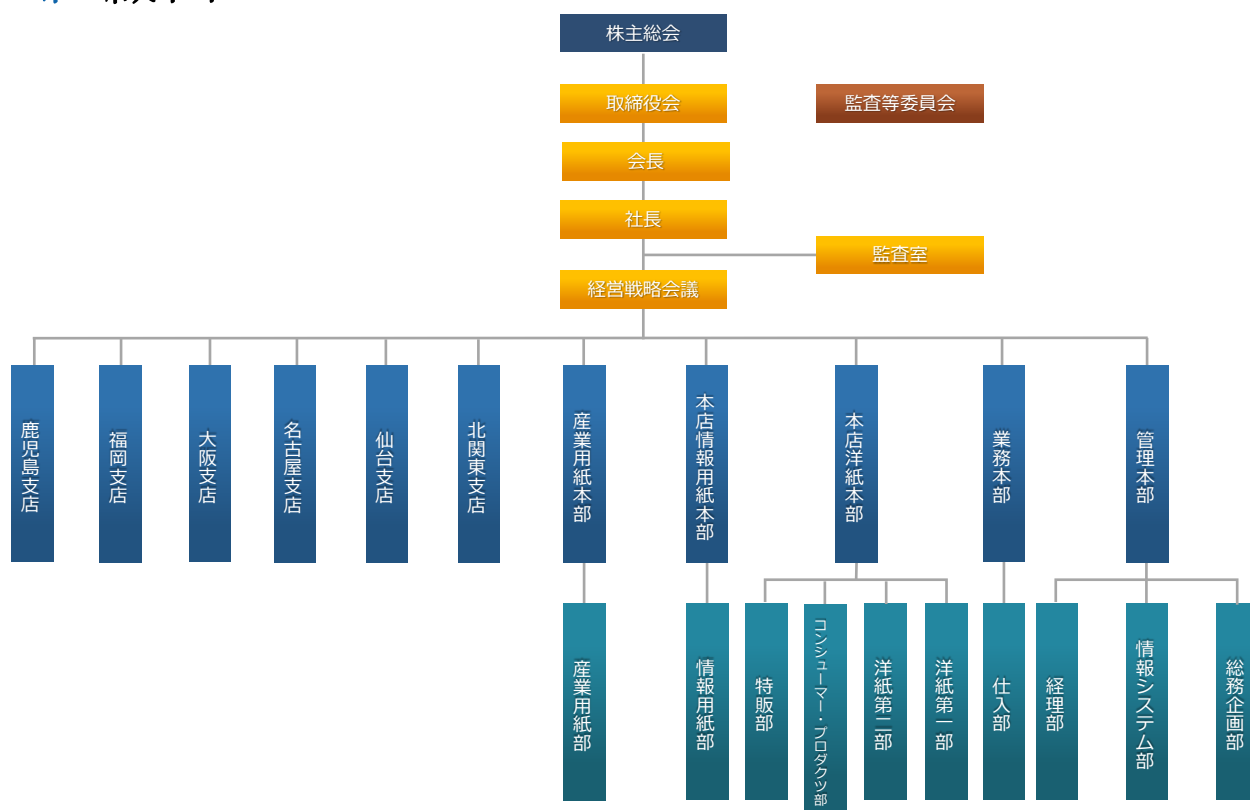 株主総会
取締役会
監査等委員会
会長
社長
監査室
経営戦略会議
鹿児島支店
福岡支店
大阪支店
名古屋支店
仙台支店
北関東支店
産業用紙本部
本店情報用紙本部
本店洋紙本部
業務本部
管理本部
産業用紙部
情報用紙部
特販部
コンシューマー・プロダクツ部
洋紙第二部
洋紙第一部
仕入部
経理部
情報システム部
総務企画部